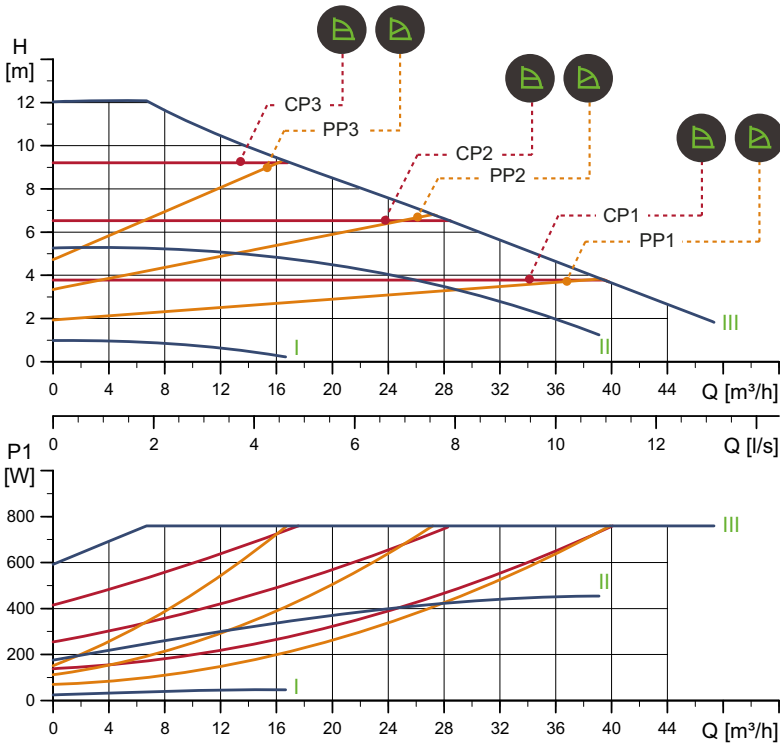 H
[m]
12
10
8
6
4
2
0
CP3
PP3
CP2
PP2
CP1
PP1
III
II
I
0 4 8 12 16 20 24 28 32 36 40 44 Q [m³/h]
0 2 4 6 8 10 12 Q [l/s]
P1
[W]
800
600
400
200
0
III
II
I
0 4 8 12 16 20 24 28 32 36 40 44 Q [m³/h]